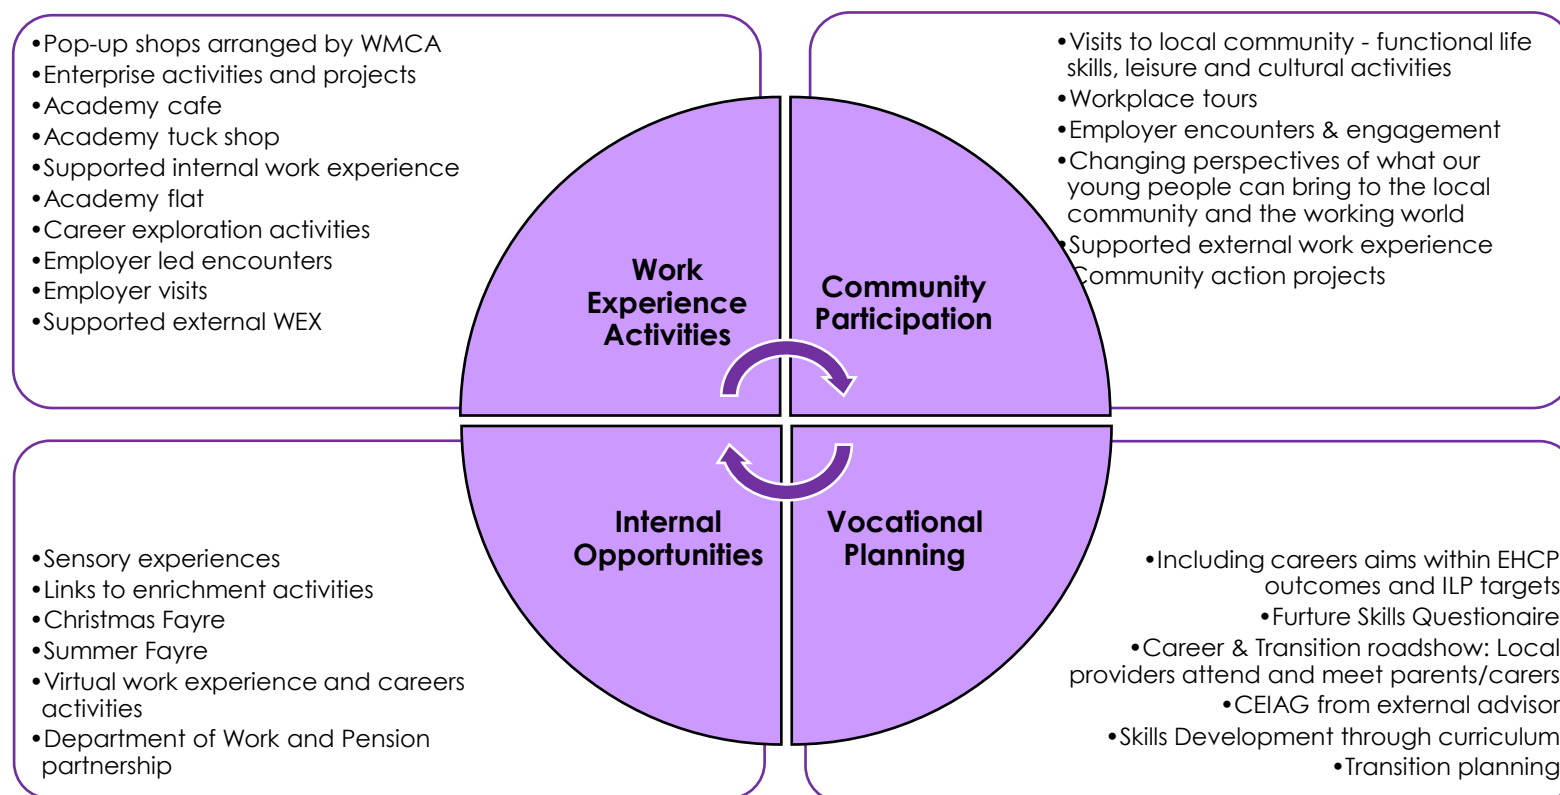 •Pop-up shops arranged by WMCA
•Enterprise activities and projects
•Academy cafe
•Academy tuck shop
•Supported internal work experience
•Academy flat
•Career exploration activities
•Employer led encounters
•Employer visits
•Supported external WEX
•Visits to local community - functional life
skills, leisure and cultural activities
•Workplace tours
•Employer encounters & engagement
•Changing perspectives of what our
young people can bring to the local
community and the working world
•Supported external work experience
•Community action projects
Work
Experience
Activities
Community
Participation
Internal
Opportunities
Vocational
Planning
•Sensory experiences
•Links to enrichment activities
•Christmas Fayre
•Summer Fayre
•Virtual work experience and careers
activities
•Department of Work and Pension
partnership
•Including careers aims within EHCP
outcomes and ILP targets
•Furture Skills Questionaire
•Career & Transition roadshow: Local
providers attend and meet parents/carers
•CEIAG from external advisor
•Skills Development through curriculum
•Transition planning